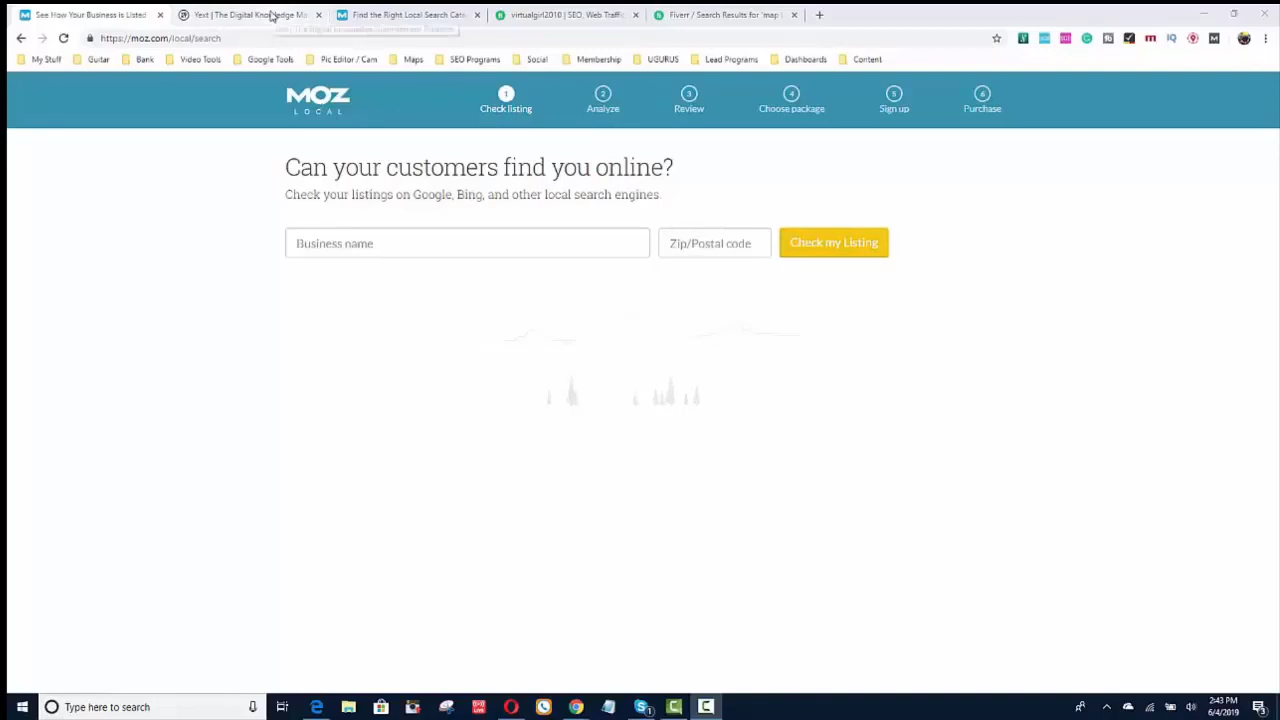 See How Your Business is Listed
Yext | The Digital Knowledge Ma
Find the Right Local Search Cate
virtualgirl2010 | SEO, Web Traffic
Fiverr / Search Results for 'map
https://moz.com/local/search
My Stuff
Guitar
Bank
Video Tools
Google Tools
Pic Editor / Cam
Maps
SEO Programs
Social
Membership
UGURUS
Lead Programs
Dashboards
Content
MOZ
LOCAL
1
Check listing
2
Analyze
3
Review
4
Choose package
5
Sign up
6
Purchase
Can your customers find you online?
Check your listings on Google, Bing, and other local search engines.
Business name
Zip/Postal code
Check my Listing
Type here to search
2:43 PM
6/4/2019